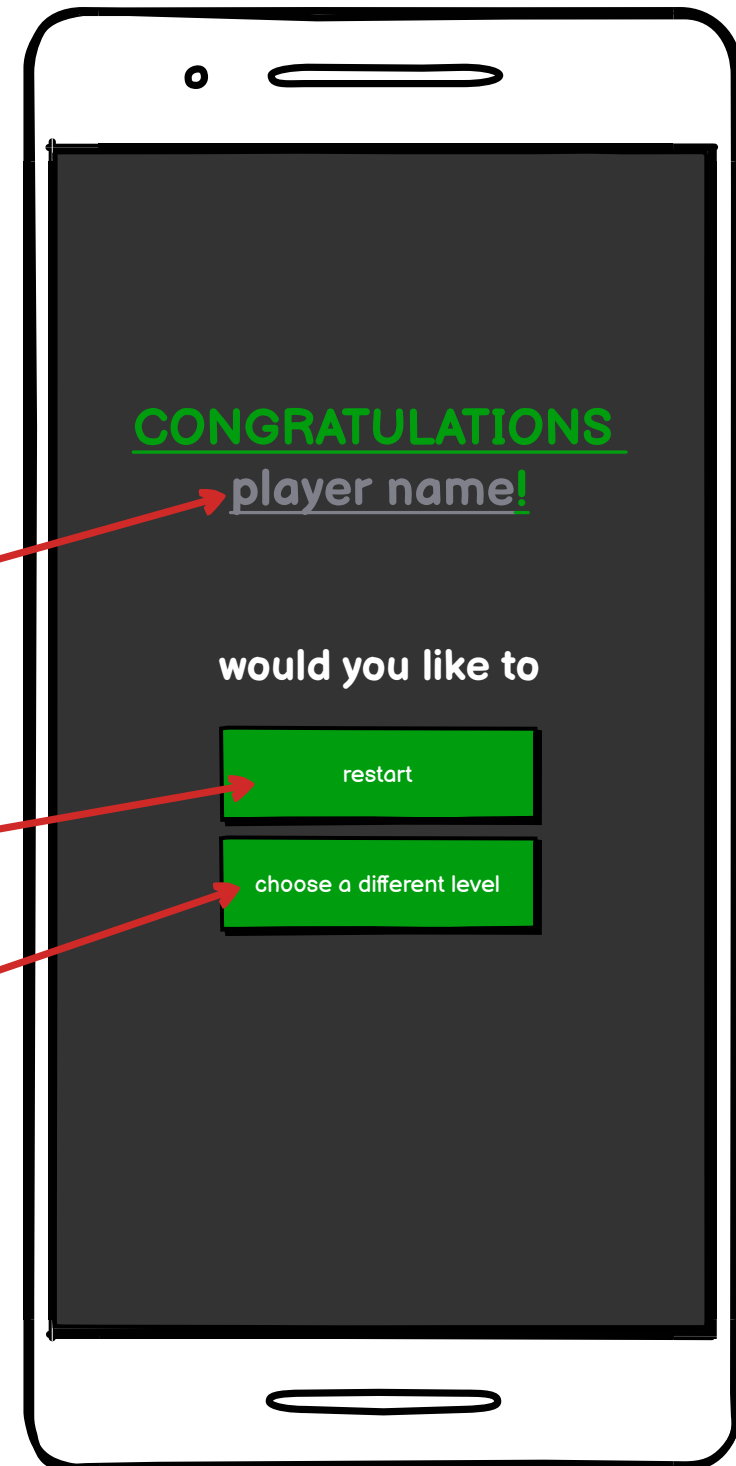 CONGRATULATIONS
player name!
would you like to
restart
choose a different level